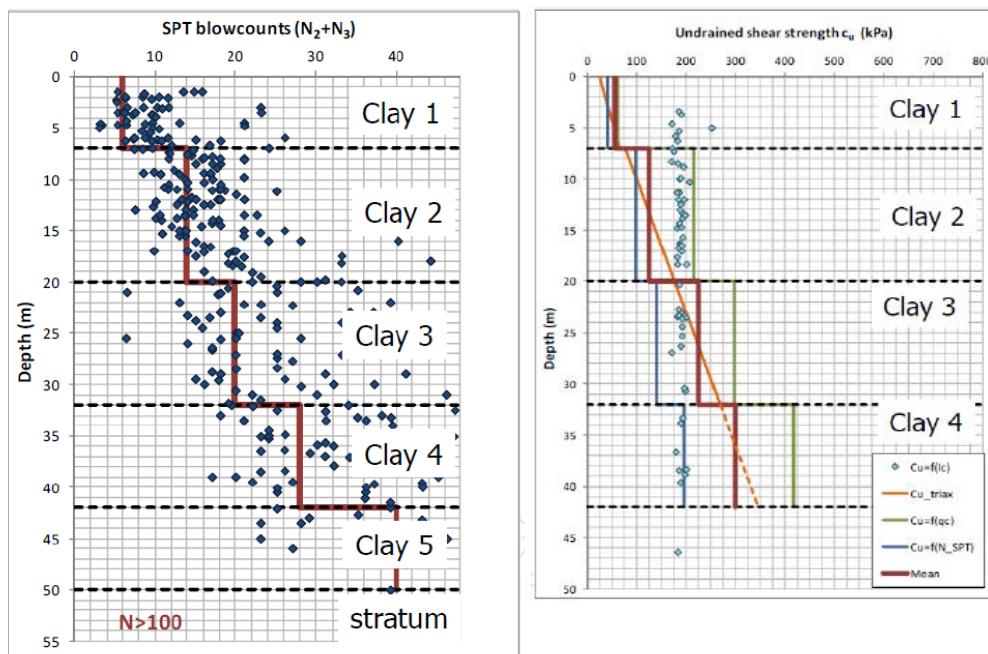 SPT blowcounts (N2+N3)
0 10 20 30 40
Depth (m)
0
5
10
15
20
25
30
35
40
45
50
55
Clay 1
Clay 2
Clay 3
Clay 4
Clay 5
stratum
N>100
Undrained shear strength cu (kPa)
0 100 200 300 400 500 600 700 800
Depth (m)
0
5
10
15
20
25
30
35
40
45
50
Clay 1
Clay 2
Clay 3
Clay 4
Cu=f(Ic)
Cu_triax
Cu=f(qc)
Cu=f(N_SPT)
Mean